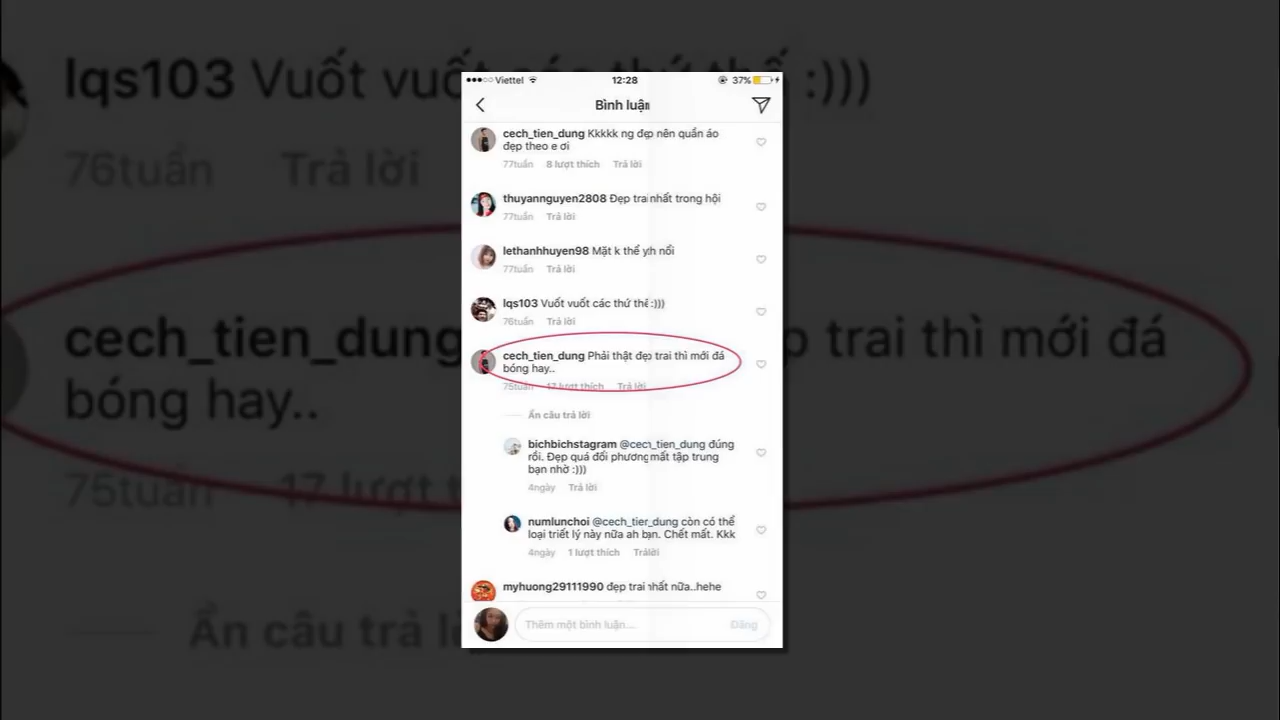 lqs103 Vuốt vuốt các thứ thế :)))
76tuần Trả lời
cech_tien_dung
p trai thì mới đá
bóng hay..
75tuần 17 lượt t
Ẩn câu trả l
Viettel 12:28 37%
Bình luận
cech_tien_dung Kkkkk ng đẹp nên quần áo
đẹp theo e ơi
77tuần 8 lượt thích Trả lời
thuyannguyen2808 Đẹp trai nhất trong hội
77tuần Trả lời
lethanhhuyen98 Mặt k thể yh nổi
77tuần Trả lời
lqs103 Vuốt vuốt các thứ thế :)))
76tuần Trả lời
cech_tien_dung Phải thật đẹp trai thì mới đá
bóng hay..
75tuần 17 lượt thích Trả lời
Ẩn câu trả lời
bichbichstagram @cech_tien_dung đúng
rồi. Đẹp quá đối phương mất tập trung
bạn nhờ :)))
4ngày Trả lời
numlunchoi @cech_tien_dung còn có thể
loại triết lý này nữa ah bạn. Chết mất. Kkk
4ngày 1 lượt thích Trả lời
myhuong29111990 đẹp trai nhất nữa..hehe
Thêm một bình luận... Đăng